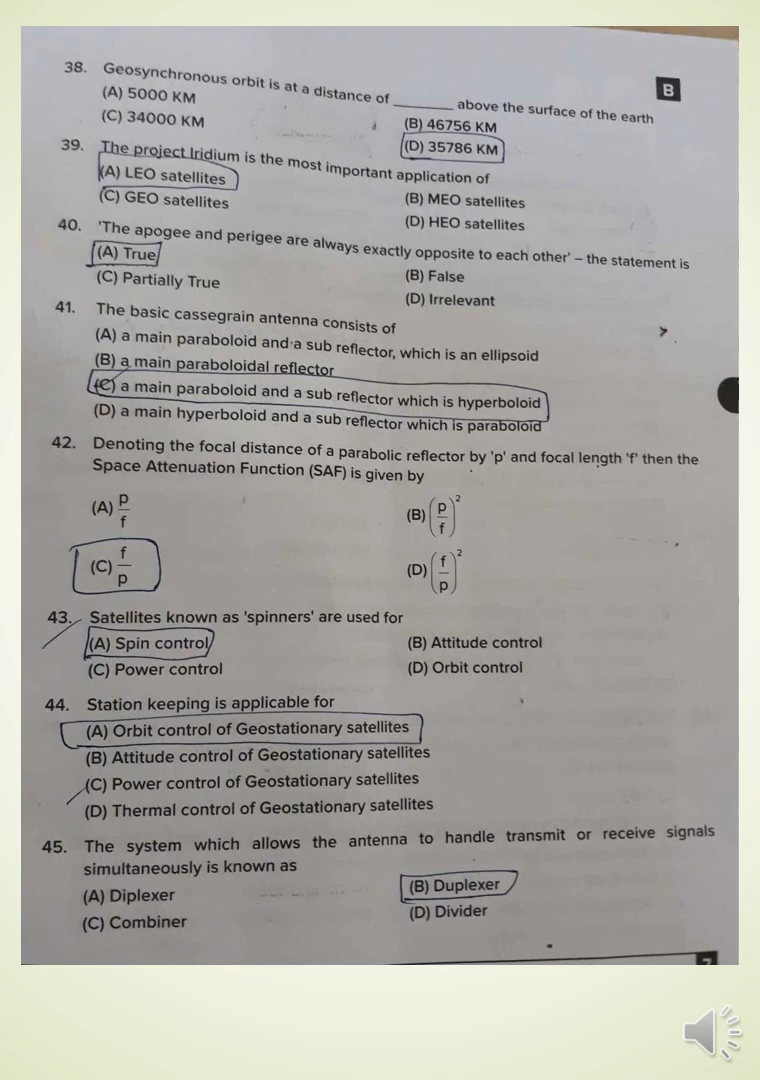 B
38. Geosynchronous orbit is at a distance of ________ above the surface of the earth
(A) 5000 KM
(B) 46756 KM
(C) 34000 KM
(D) 35786 KM
39. The project Iridium is the most important application of
(A) LEO satellites
(B) MEO satellites
(C) GEO satellites
(D) HEO satellites
40. 'The apogee and perigee are always exactly opposite to each other' – the statement is
(A) True
(B) False
(C) Partially True
(D) Irrelevant
41. The basic cassegrain antenna consists of
(A) a main paraboloid and a sub reflector, which is an ellipsoid
(B) a main paraboloidal reflector
(C) a main paraboloid and a sub reflector which is hyperboloid
(D) a main hyperboloid and a sub reflector which is paraboloid
42. Denoting the focal distance of a parabolic reflector by 'p' and focal length 'f' then the
Space Attenuation Function (SAF) is given by
(A) p/f
(B) (p/f)²
(C) f/p
(D) (f/p)²
43. Satellites known as 'spinners' are used for
(A) Spin control
(B) Attitude control
(C) Power control
(D) Orbit control
44. Station keeping is applicable for
(A) Orbit control of Geostationary satellites
(B) Attitude control of Geostationary satellites
(C) Power control of Geostationary satellites
(D) Thermal control of Geostationary satellites
45. The system which allows the antenna to handle transmit or receive signals
simultaneously is known as
(A) Diplexer
(B) Duplexer
(C) Combiner
(D) Divider